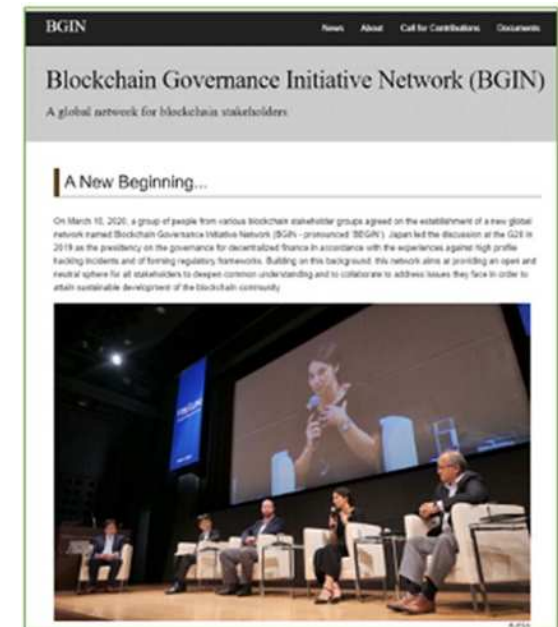 BGIN
News About Call for Contributions Documents
Blockchain Governance Initiative Network (BGIN)
A global network for blockchain stakeholders
A New Beginning...
On March 10, 2020, a group of people from various blockchain stakeholder groups agreed on the establishment of a new global
network named Blockchain Governance Initiative Network (BGIN - pronounced 'BEGIN'). Japan led the discussion at the G20 in
2019 as the presidency on the governance for decentralized finance in accordance with the experiences against high profile
hacking incidents and of forming regulatory frameworks. Building on this background, this network aims at providing an open and
neutral sphere for all stakeholders to deepen common understanding and to collaborate to address issues they face in order to
attain sustainable development of the blockchain community.